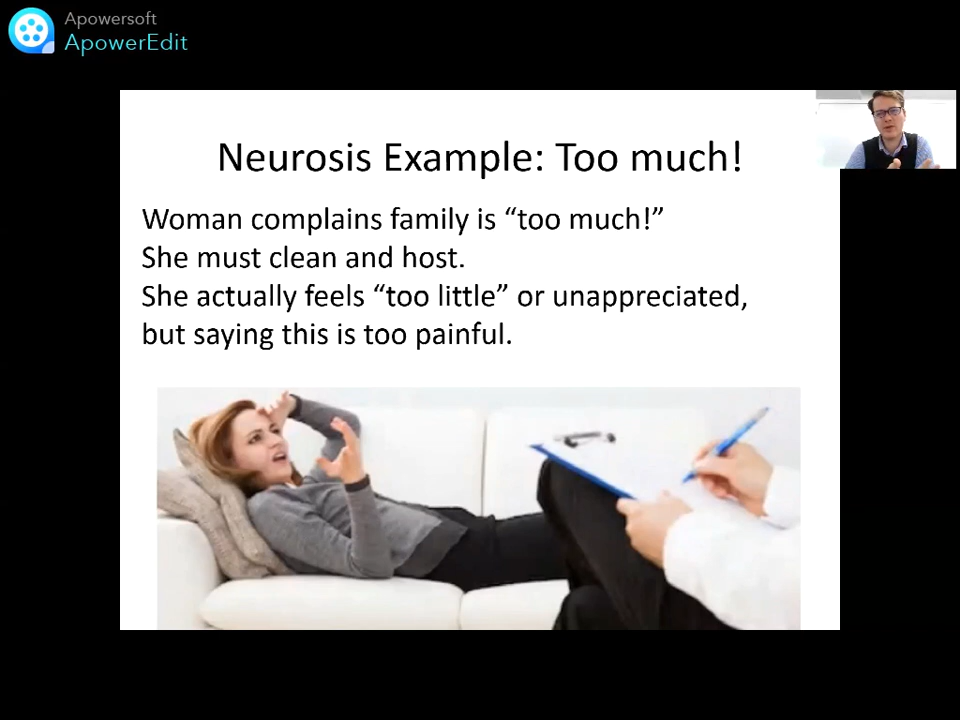 Apowersoft
ApowerEdit
Neurosis Example: Too much!
Woman complains family is “too much!”
She must clean and host.
She actually feels “too little” or unappreciated,
but saying this is too painful.